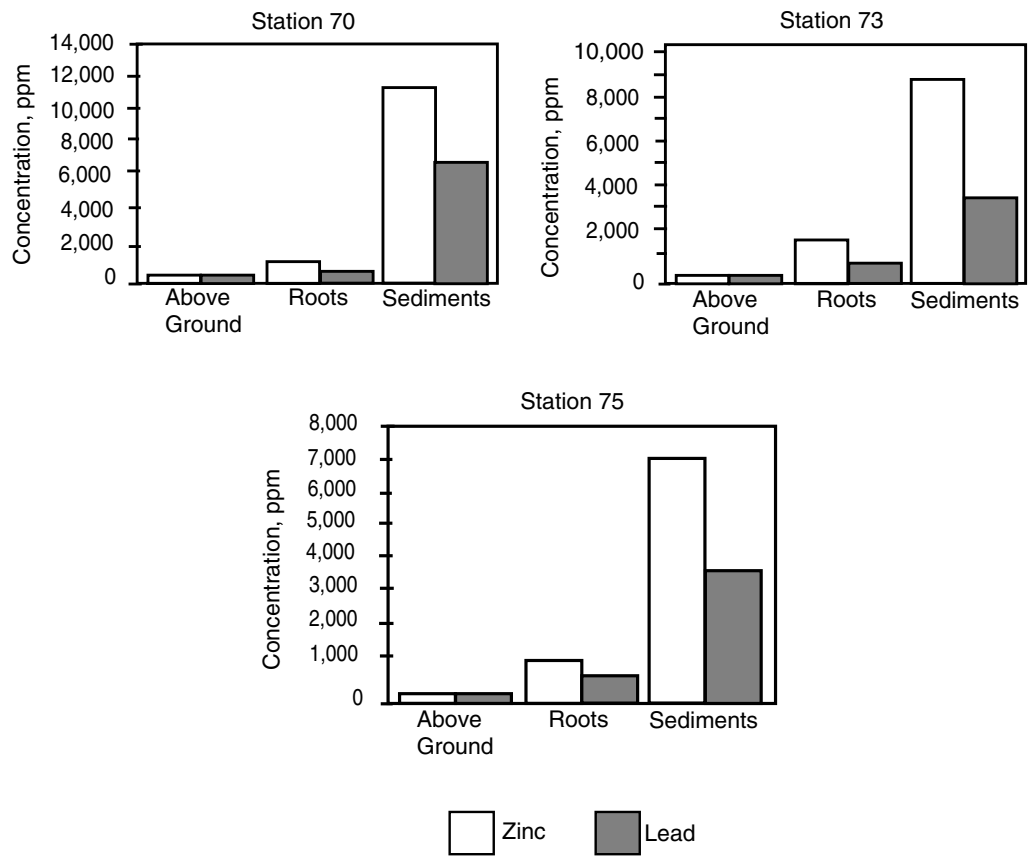 Station 70
Concentration, ppm
14,000
12,000
10,000
8,000
6,000
4,000
2,000
0
Above
Ground
Roots
Sediments
Station 73
Concentration, ppm
10,000
8,000
6,000
4,000
2,000
0
Above
Ground
Roots
Sediments
Station 75
Concentration, ppm
8,000
7,000
6,000
5,000
4,000
3,000
2,000
1,000
0
Above
Ground
Roots
Sediments
Zinc
Lead